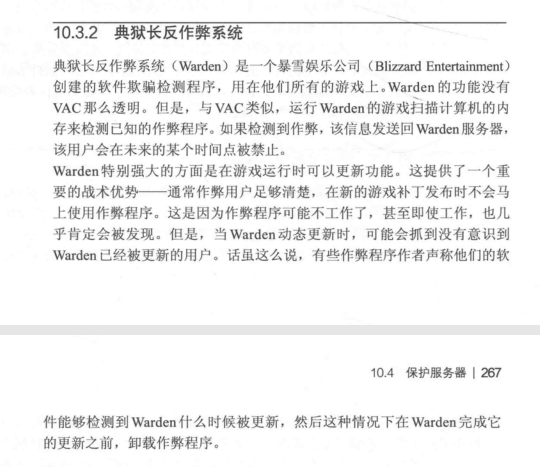 10.3.2 典狱长反作弊系统
典狱长反作弊系统（Warden）是一个暴雪娱乐公司（Blizzard Entertainment）
创建的软件欺骗检测程序，用在他们所有的游戏上。Warden 的功能没有
VAC 那么透明。但是，与 VAC 类似，运行 Warden 的游戏扫描计算机的内
存来检测已知的作弊程序。如果检测到作弊，该信息发送回 Warden 服务器，
该用户会在未来的某个时间点被禁止。
Warden 特别强大的方面是在游戏运行时可以更新功能。这提供了一个重
要的战术优势——通常作弊用户足够清楚，在新的游戏补丁发布时不会马
上使用作弊程序。这是因为作弊程序可能不工作了，甚至即使工作，也几
乎肯定会被发现。但是，当 Warden 动态更新时，可能会抓到没有意识到
Warden 已经被更新的用户。话虽这么说，有些作弊程序作者声称他们的软
10.4 保护服务器 | 267
件能够检测到 Warden 什么时候被更新，然后这种情况下在 Warden 完成它
的更新之前，卸载作弊程序。